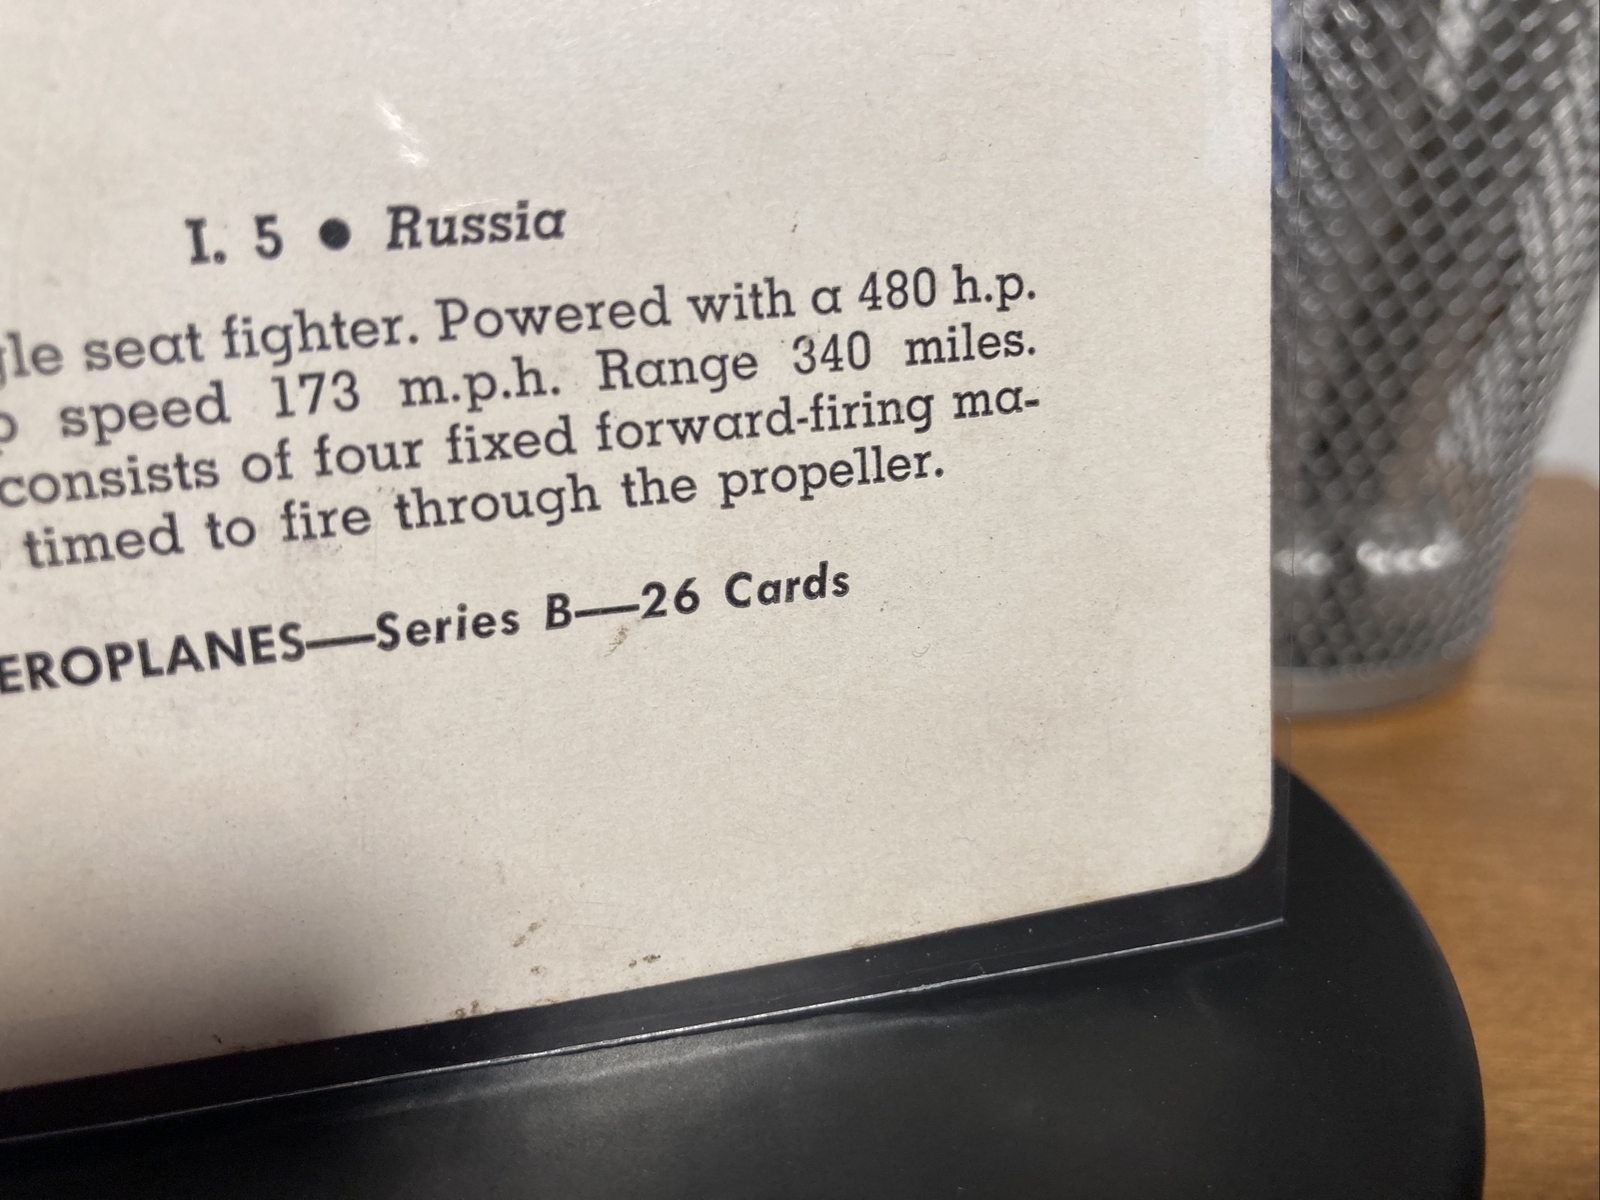 I. 5 ● Russia
gle seat fighter. Powered with a 480 h.p.
speed 173 m.p.h. Range 340 miles.
consists of four fixed forward-firing ma-
timed to fire through the propeller.
EROPLANES—Series B—26 Cards